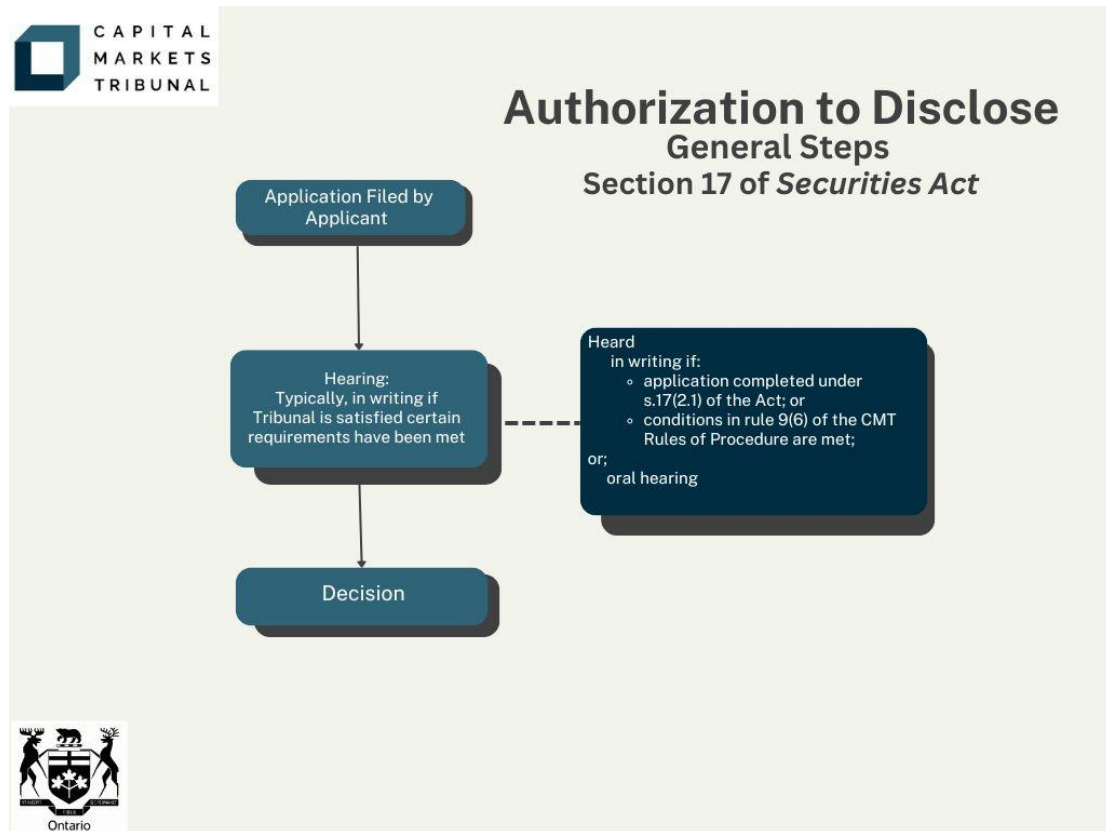 CAPITAL
MARKETS
TRIBUNAL
Authorization to Disclose
General Steps
Section 17 of Securities Act
Application Filed by
Applicant
Hearing:
Typically, in writing if
Tribunal is satisfied certain
requirements have been met
Heard
in writing if:
◦ application completed under
s.17(2.1) of the Act; or
◦ conditions in rule 9(6) of the CMT
Rules of Procedure are met;
or;
oral hearing
Decision
Ontario